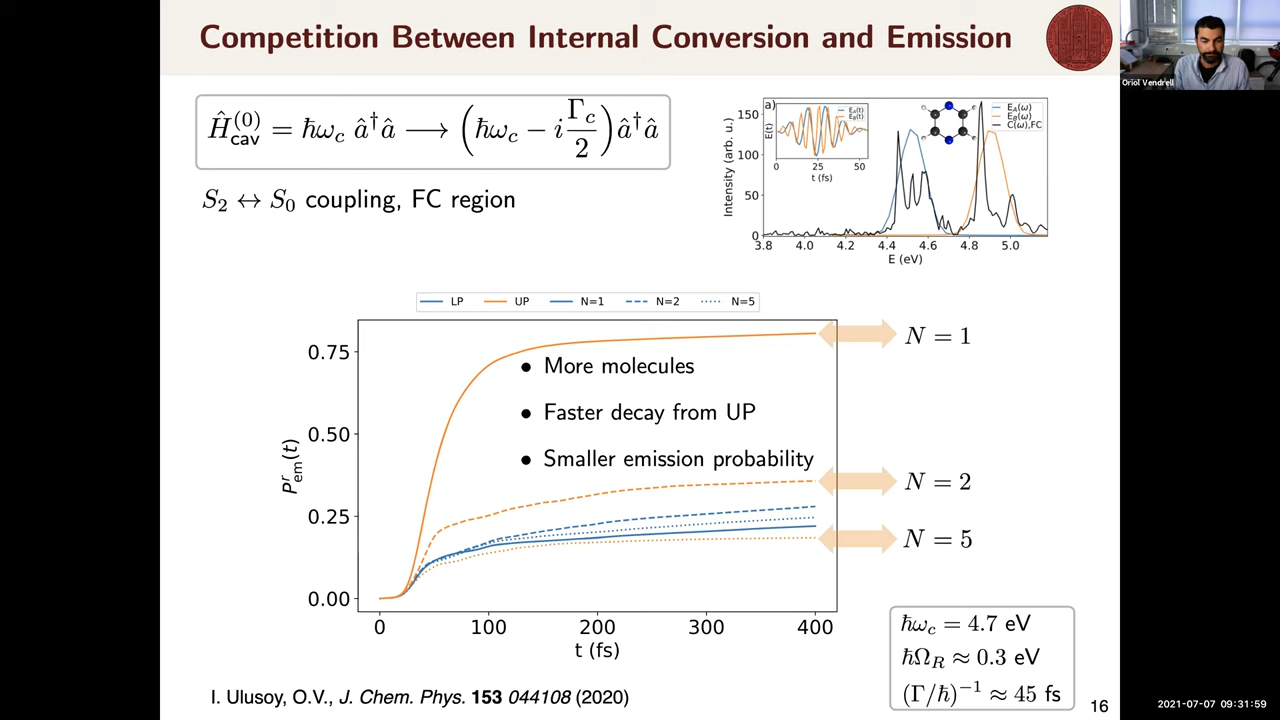 Competition Between Internal Conversion and Emission
Oriol Vendrell
Ĥ_cav^(0) = ħω_c â†â ⟶ (ħω_c − i Γ_c/2) â†â
S₂ ↔ S₀ coupling, FC region
a)
E_A(t)
E_B(t)
E(t)
0 25 50
t (fs)
E_A(ω)
E_B(ω)
C(ω),FC
Intensity (arb. u.)
150
100
50
0
3.8 4.0 4.2 4.4 4.6 4.8 5.0
E (eV)
LP UP N=1 N=2 N=5
P_em^r(t)
0.75
0.50
0.25
0.00
0 100 200 300 400
t (fs)
• More molecules
• Faster decay from UP
• Smaller emission probability
N = 1
N = 2
N = 5
ħω_c = 4.7 eV
ħΩ_R ≈ 0.3 eV
(Γ/ħ)⁻¹ ≈ 45 fs
I. Ulusoy, O.V., J. Chem. Phys. 153 044108 (2020)
16
2021-07-07 09:31:59